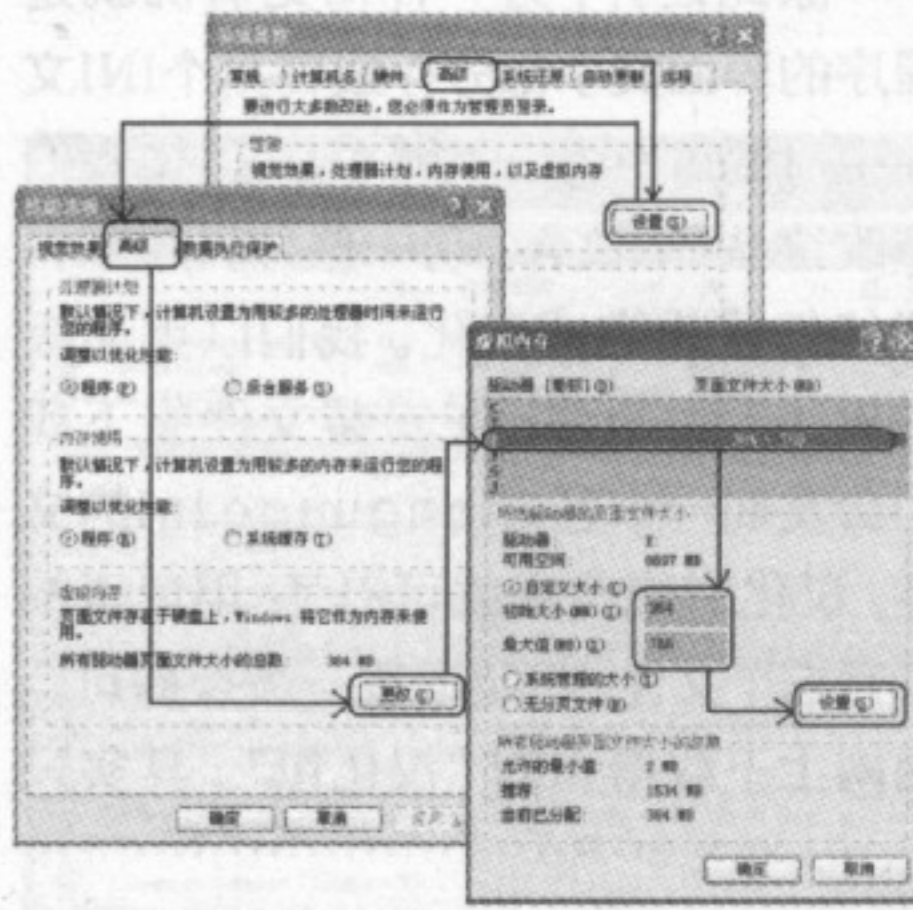 程序的
个INI文
系统属性
常规 计算机名 硬件 高级 系统还原 自动更新 远程
要进行大多数改动，您必须作为管理员登录。
性能
视觉效果，处理器计划，内存使用，以及虚拟内存
设置(S)
性能选项
视觉效果 高级 数据执行保护
处理器计划
默认情况下，计算机设置为用较多的处理器时间来运行
您的程序。
调整以优化性能:
程序(P) 后台服务(S)
内存使用
默认情况下，计算机设置为用较多的内存来运行您的程
序。
调整以优化性能:
程序(M) 系统缓存(T)
虚拟内存
页面文件存在于硬盘上，Windows 将它作为内存来使
用。
所有驱动器页面文件大小的总数: 384 MB
更改(C)
确定 取消
虚拟内存
驱动器 [卷标](D) 页面文件大小(MB)
所选驱动器的页面文件大小
驱动器
可用空间: MB
自定义大小(C)
初始大小(MB)(I): 384
最大值(MB)(X):
系统管理的大小(Y)
无分页文件(N)
设置(S)
所有驱动器页面文件大小的总数
允许的最小值 2 MB
推荐 1534 MB
当前已分配: 384 MB
确定 取消